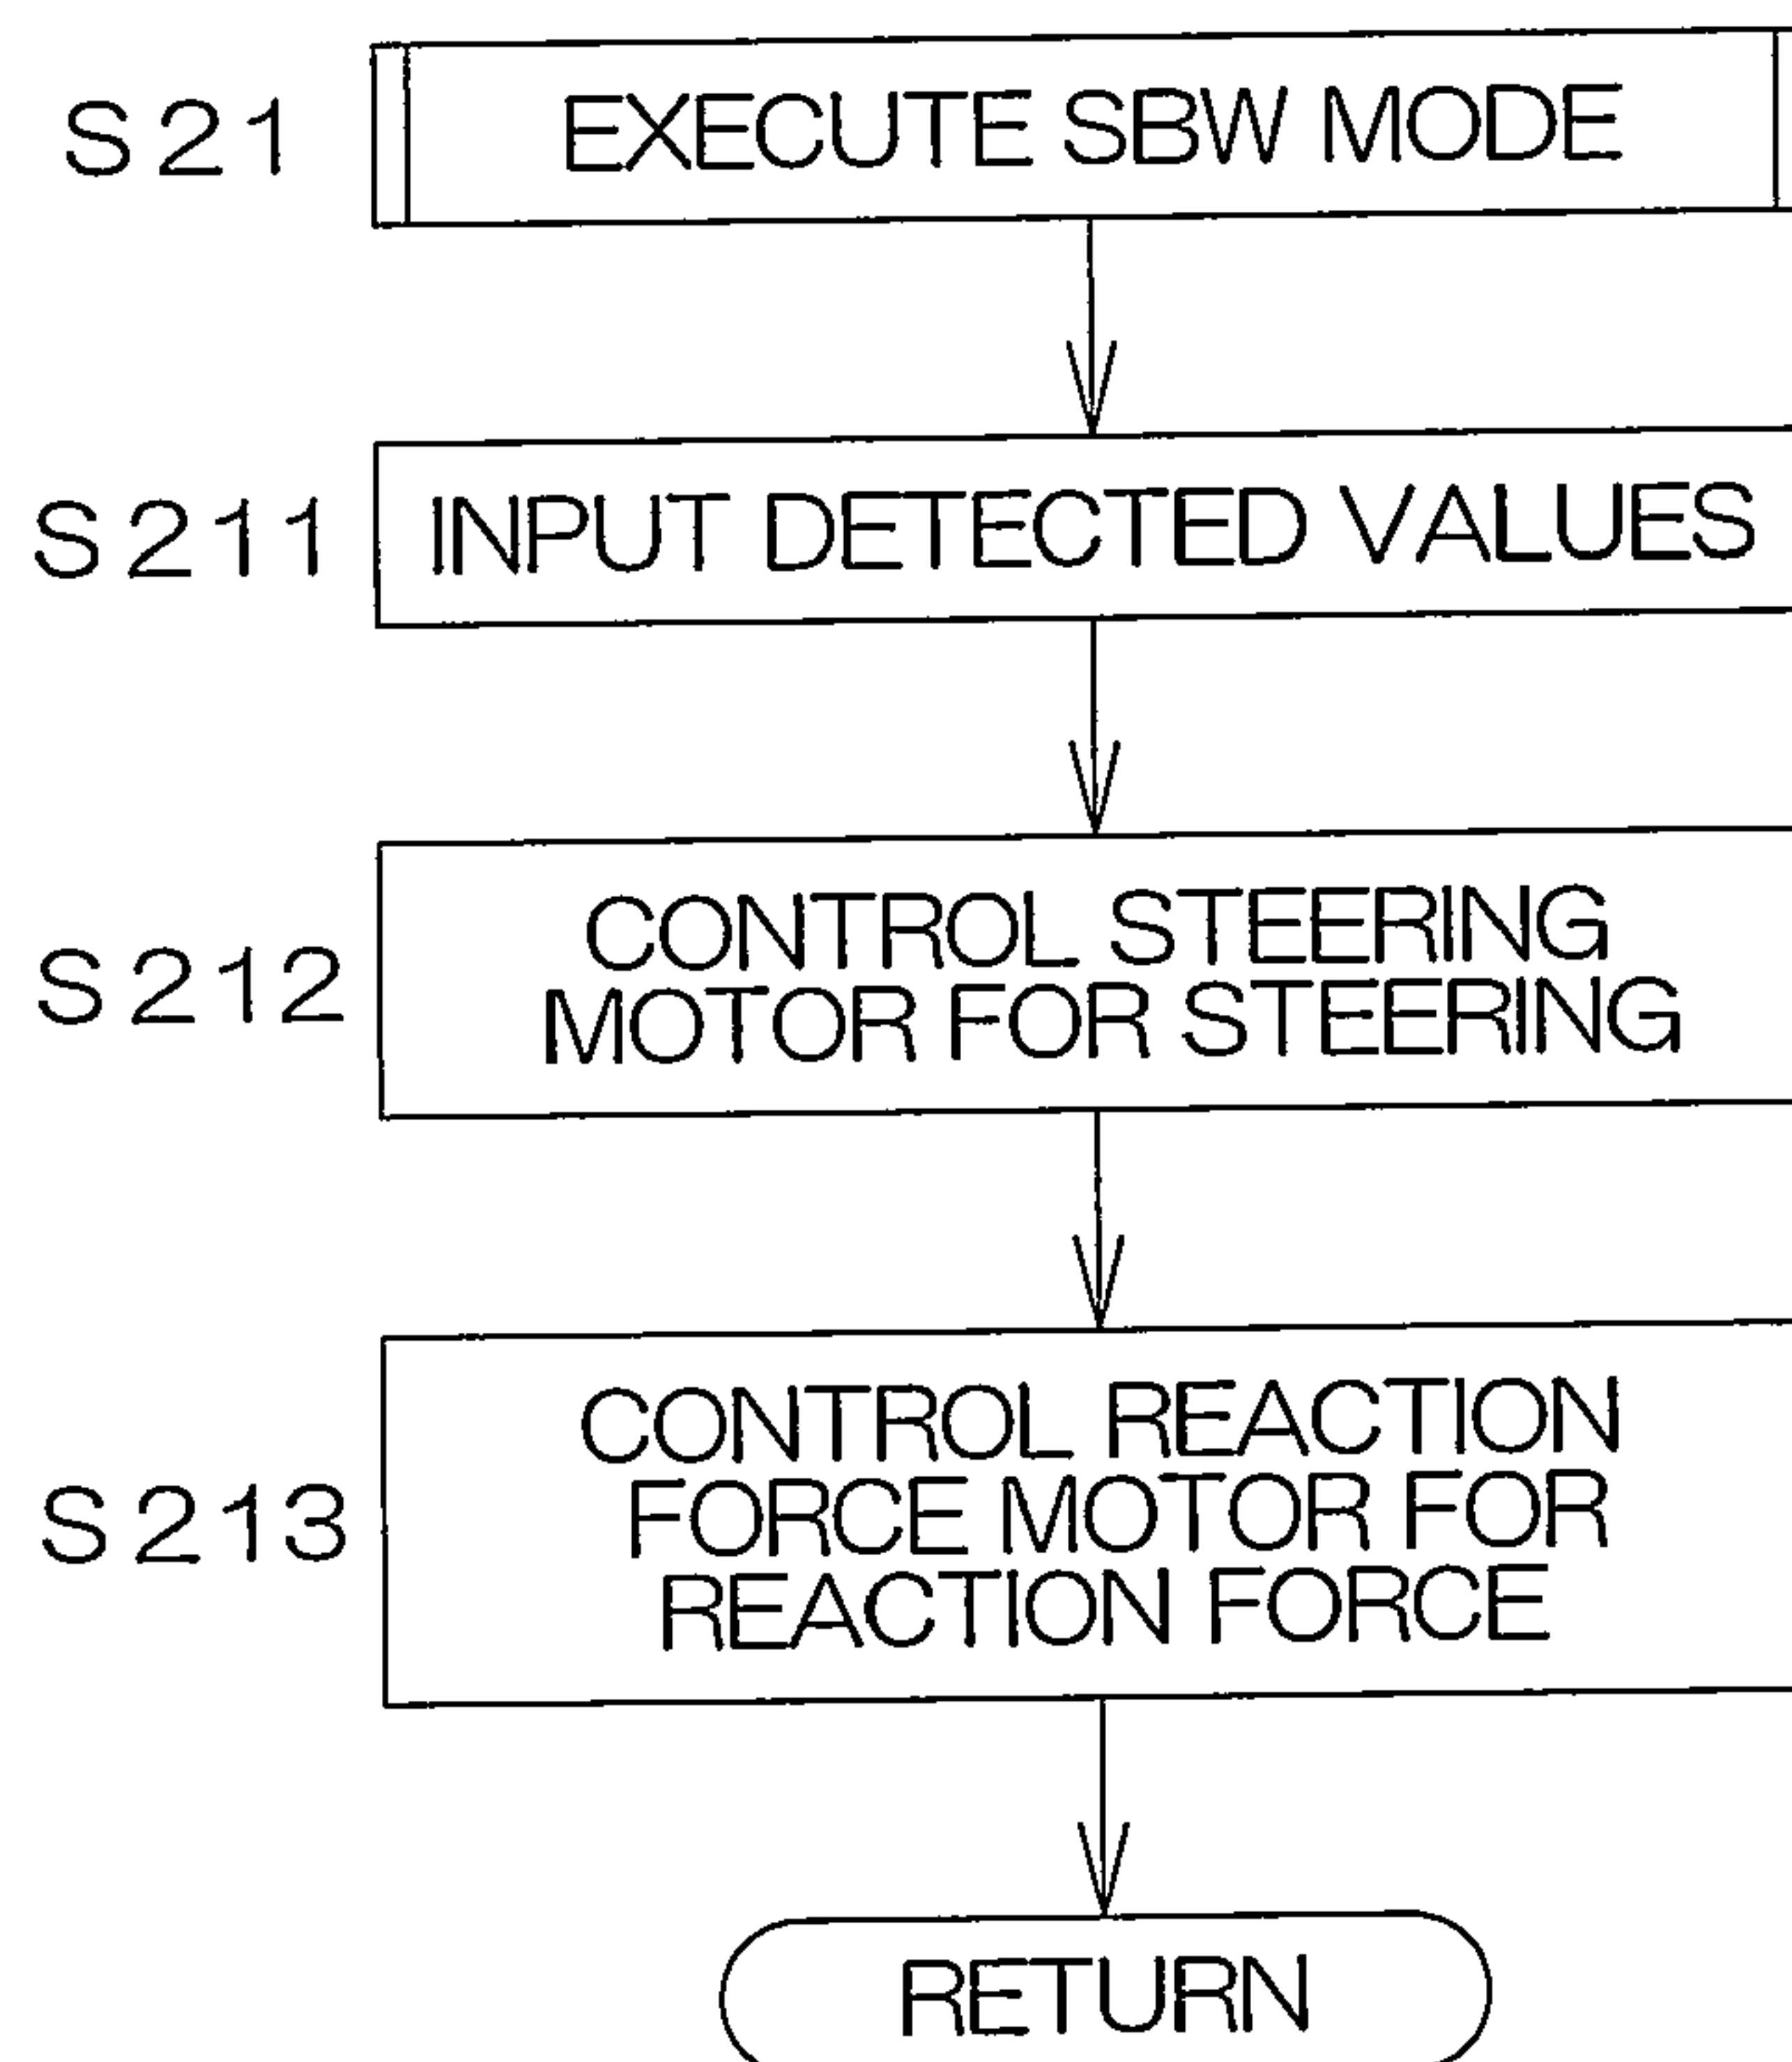 S21 EXECUTE SBW MODE
S211 INPUT DETECTED VALUES
S212 CONTROL STEERING
MOTOR FOR STEERING
S213 CONTROL REACTION
FORCE MOTOR FOR
REACTION FORCE
RETURN